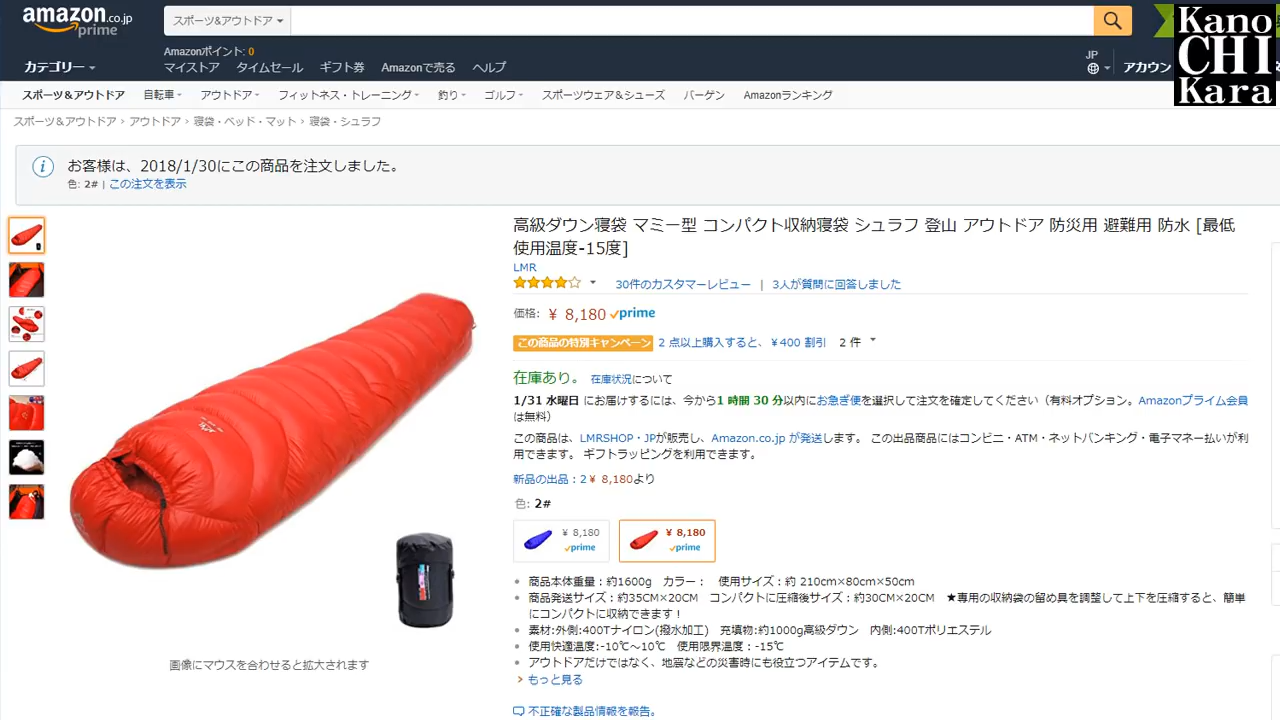 amazon.co.jp
prime
スポーツ&アウトドア
Kano
CHI
Kara
Amazonポイント: 0
カテゴリー
マイストア タイムセール ギフト券 Amazonで売る ヘルプ
JP
アカウン
スポーツ&アウトドア 自転車 アウトドア フィットネス・トレーニング 釣り ゴルフ スポーツウェア&シューズ バーゲン Amazonランキング
スポーツ&アウトドア › アウトドア › 寝袋・ベッド・マット › 寝袋・シュラフ
お客様は、2018/1/30にこの商品を注文しました。
色: 2# | この注文を表示
高級ダウン寝袋 マミー型 コンパクト収納寝袋 シュラフ 登山 アウトドア 防災用 避難用 防水 [最低
使用温度-15度]
LMR
30件のカスタマーレビュー | 3人が質問に回答しました
価格: ¥ 8,180 prime
この商品の特別キャンペーン 2 点以上購入すると、¥400 割引 2 件
在庫あり。 在庫状況について
1/31 水曜日 にお届けするには、今から1 時間 30 分以内にお急ぎ便を選択して注文を確定してください（有料オプション。Amazonプライム会員
は無料）
この商品は、LMRSHOP・JPが販売し、Amazon.co.jp が発送します。 この出品商品にはコンビニ・ATM・ネットバンキング・電子マネー払いが利
用できます。 ギフトラッピングを利用できます。
新品の出品：2¥ 8,180より
色: 2#
¥ 8,180
prime
¥ 8,180
prime
商品本体重量：約1600g カラー： 使用サイズ：約 210cm×80cm×50cm
商品発送サイズ：約35CM×20CM コンパクトに圧縮後サイズ：約30CM×20CM ★専用の収納袋の留め具を調整して上下を圧縮すると、簡単
にコンパクトに収納できます！
素材:外側:400Tナイロン(撥水加工) 充填物:約1000g高級ダウン 内側:400Tポリエステル
使用快適温度:-10℃～10℃ 使用限界温度：-15℃
アウトドアだけではなく、地震などの災害時にも役立つアイテムです。
› もっと見る
画像にマウスを合わせると拡大されます
不正確な製品情報を報告。